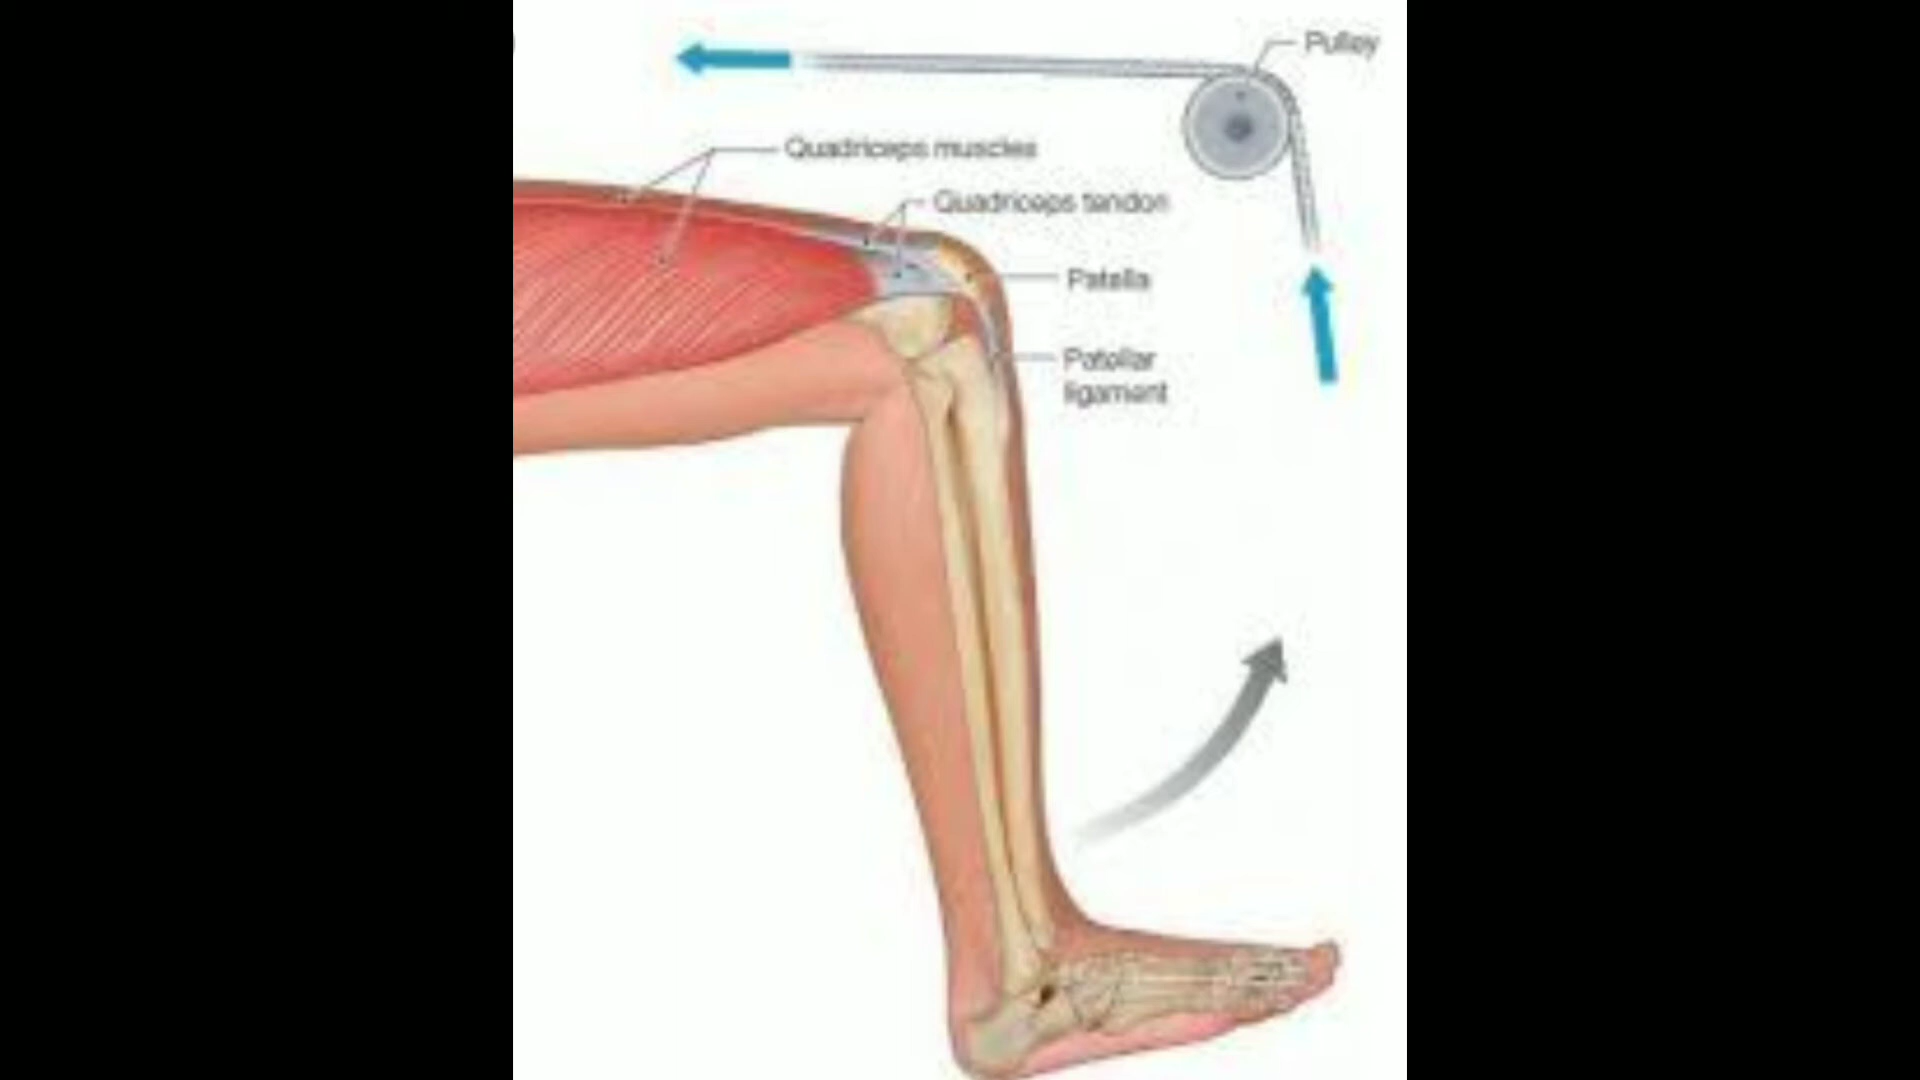 Pulley
Quadriceps muscles
Quadriceps tendon
Patella
Patellar
ligament